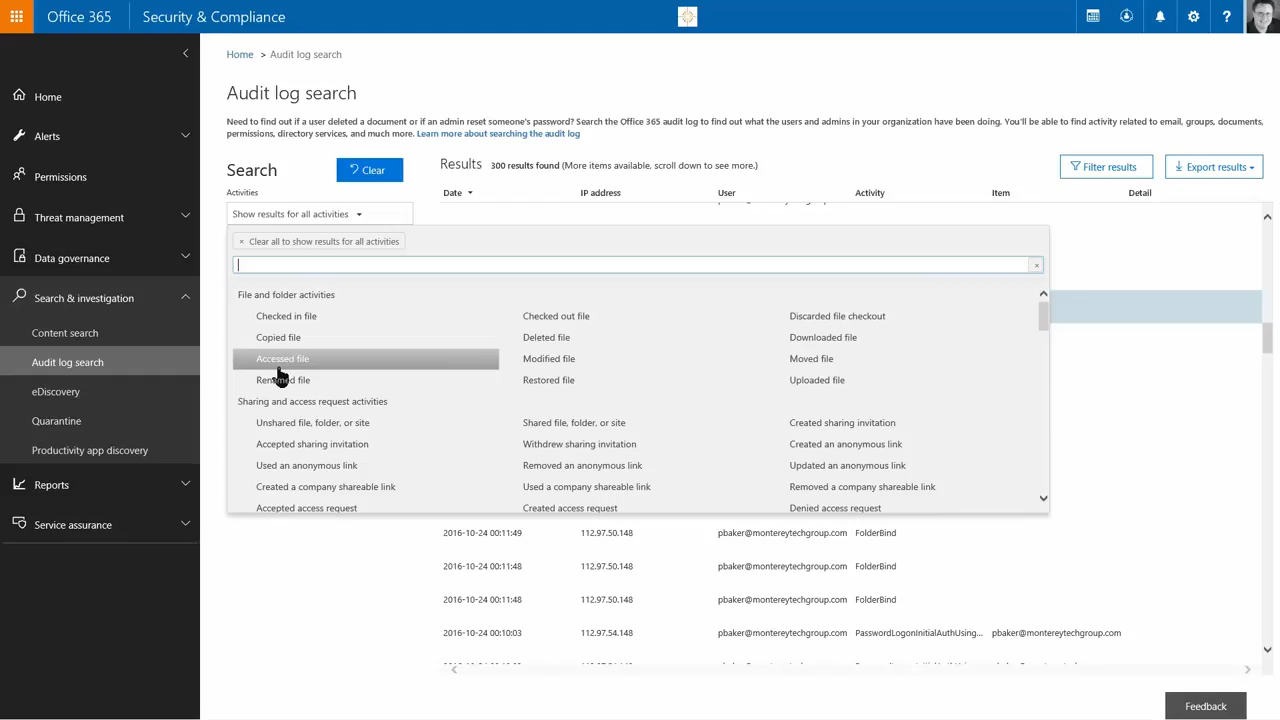 Office 365
Security & Compliance
?
Home
Alerts
Permissions
Threat management
Data governance
Search & investigation
Content search
Audit log search
eDiscovery
Quarantine
Productivity app discovery
Reports
Service assurance
Home > Audit log search
Audit log search
Need to find out if a user deleted a document or if an admin reset someone's password? Search the Office 365 audit log to find out what the users and admins in your organization have been doing. You'll be able to find activity related to email, groups, documents,
permissions, directory services, and much more. Learn more about searching the audit log
Search
Clear
Activities
Show results for all activities
Results 300 results found (More items available, scroll down to see more.)
Filter results
Export results
Date IP address User Activity Item Detail
× Clear all to show results for all activities
×
File and folder activities
Checked in file Checked out file Discarded file checkout
Copied file Deleted file Downloaded file
Accessed file Modified file Moved file
Renamed file Restored file Uploaded file
Sharing and access request activities
Unshared file, folder, or site Shared file, folder, or site Created sharing invitation
Accepted sharing invitation Withdrew sharing invitation Created an anonymous link
Used an anonymous link Removed an anonymous link Updated an anonymous link
Created a company shareable link Used a company shareable link Removed a company shareable link
Accepted access request Created access request Denied access request
2016-10-24 00:11:49 112.97.50.148 pbaker@montereytechgroup.com FolderBind
2016-10-24 00:11:48 112.97.50.148 pbaker@montereytechgroup.com FolderBind
2016-10-24 00:11:48 112.97.50.148 pbaker@montereytechgroup.com FolderBind
2016-10-24 00:10:03 112.97.54.148 pbaker@montereytechgroup.com PasswordLogonInitialAuthUsing... pbaker@montereytechgroup.com
Feedback